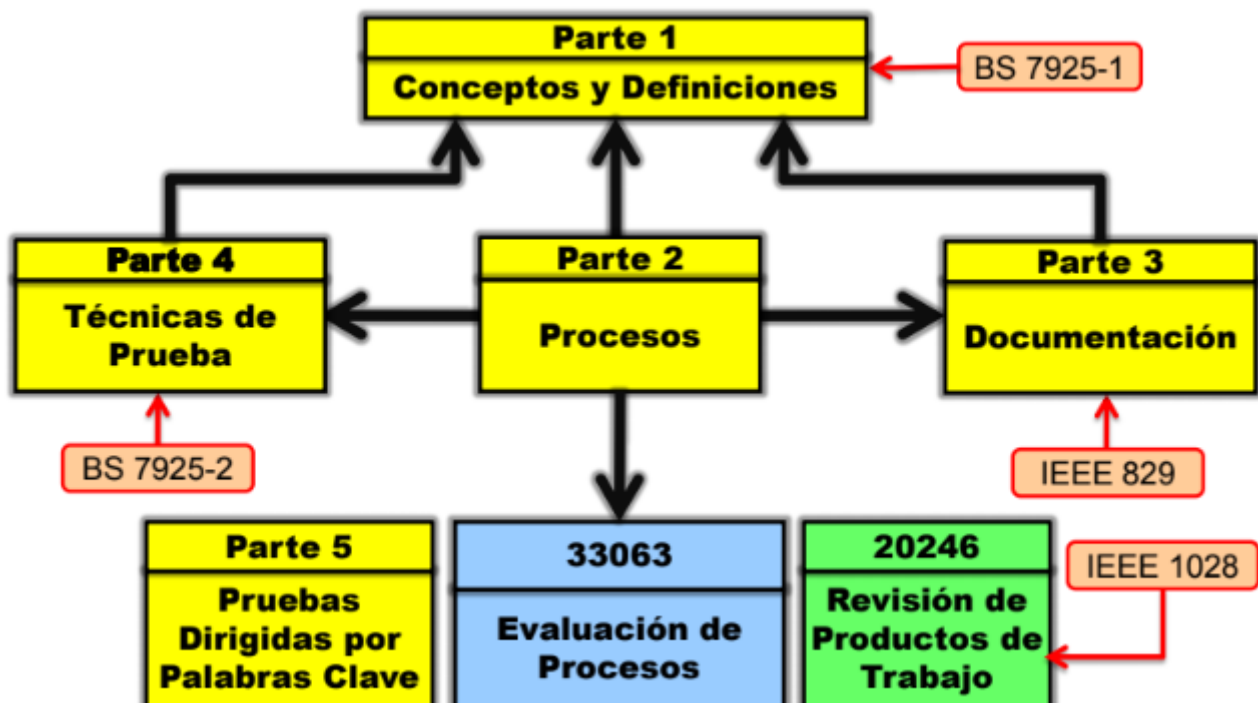 Parte 1
Conceptos y Definiciones
BS 7925-1
Parte 4
Técnicas de
Prueba
Parte 2
Procesos
Parte 3
Documentación
BS 7925-2
IEEE 829
Parte 5
Pruebas
Dirigidas por
Palabras Clave
33063
Evaluación de
Procesos
20246
Revisión de
Productos de
Trabajo
IEEE 1028